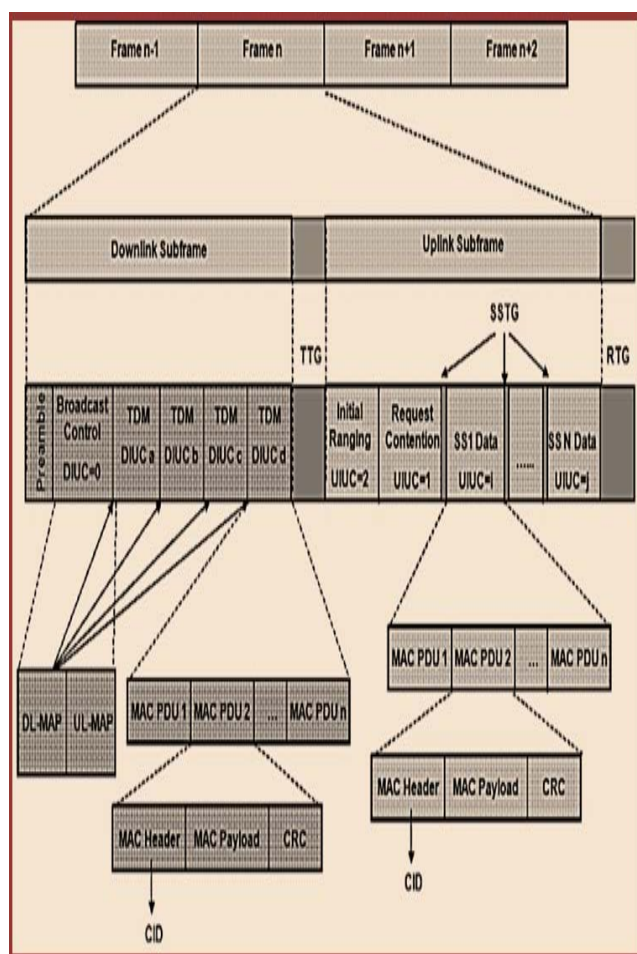 Frame n-1 Frame n Frame n+1 Frame n+2
Downlink Subframe Uplink Subframe
SSTG
TTG RTG
Preamble
Broadcast Control DIUC=0
TDM DIUC a
TDM DIUC b
TDM DIUC c
TDM DIUC d
Initial Ranging UIUC=2
Request Contention UIUC=1
SS1 Data UIUC=i
......
SS N Data UIUC=j
DL-MAP UL-MAP
MAC PDU 1 MAC PDU 2 ... MAC PDU n
MAC Header MAC Payload CRC
CID
MAC PDU 1 MAC PDU 2 ... MAC PDU n
MAC Header MAC Payload CRC
CID